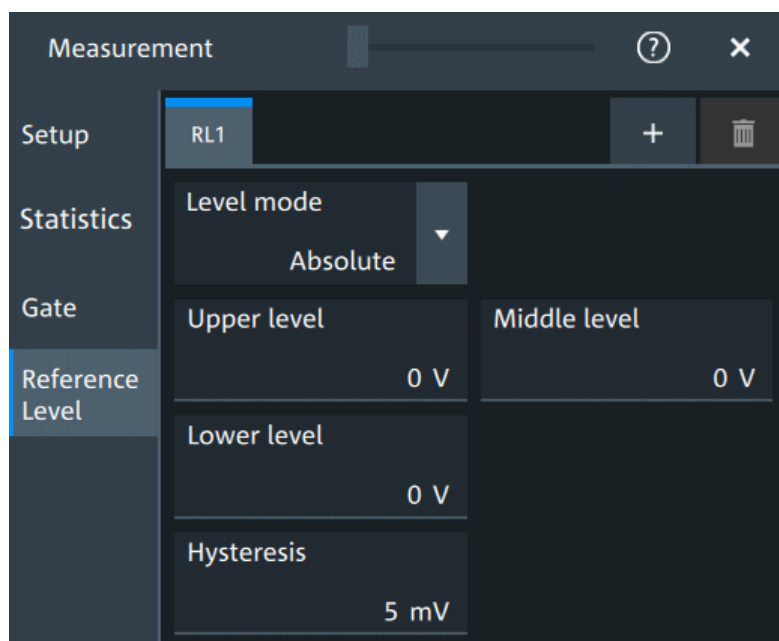 Measurement
Setup
Statistics
Gate
Reference
Level
RL1
Level mode
Absolute
Upper level
0 V
Middle level
0 V
Lower level
0 V
Hysteresis
5 mV